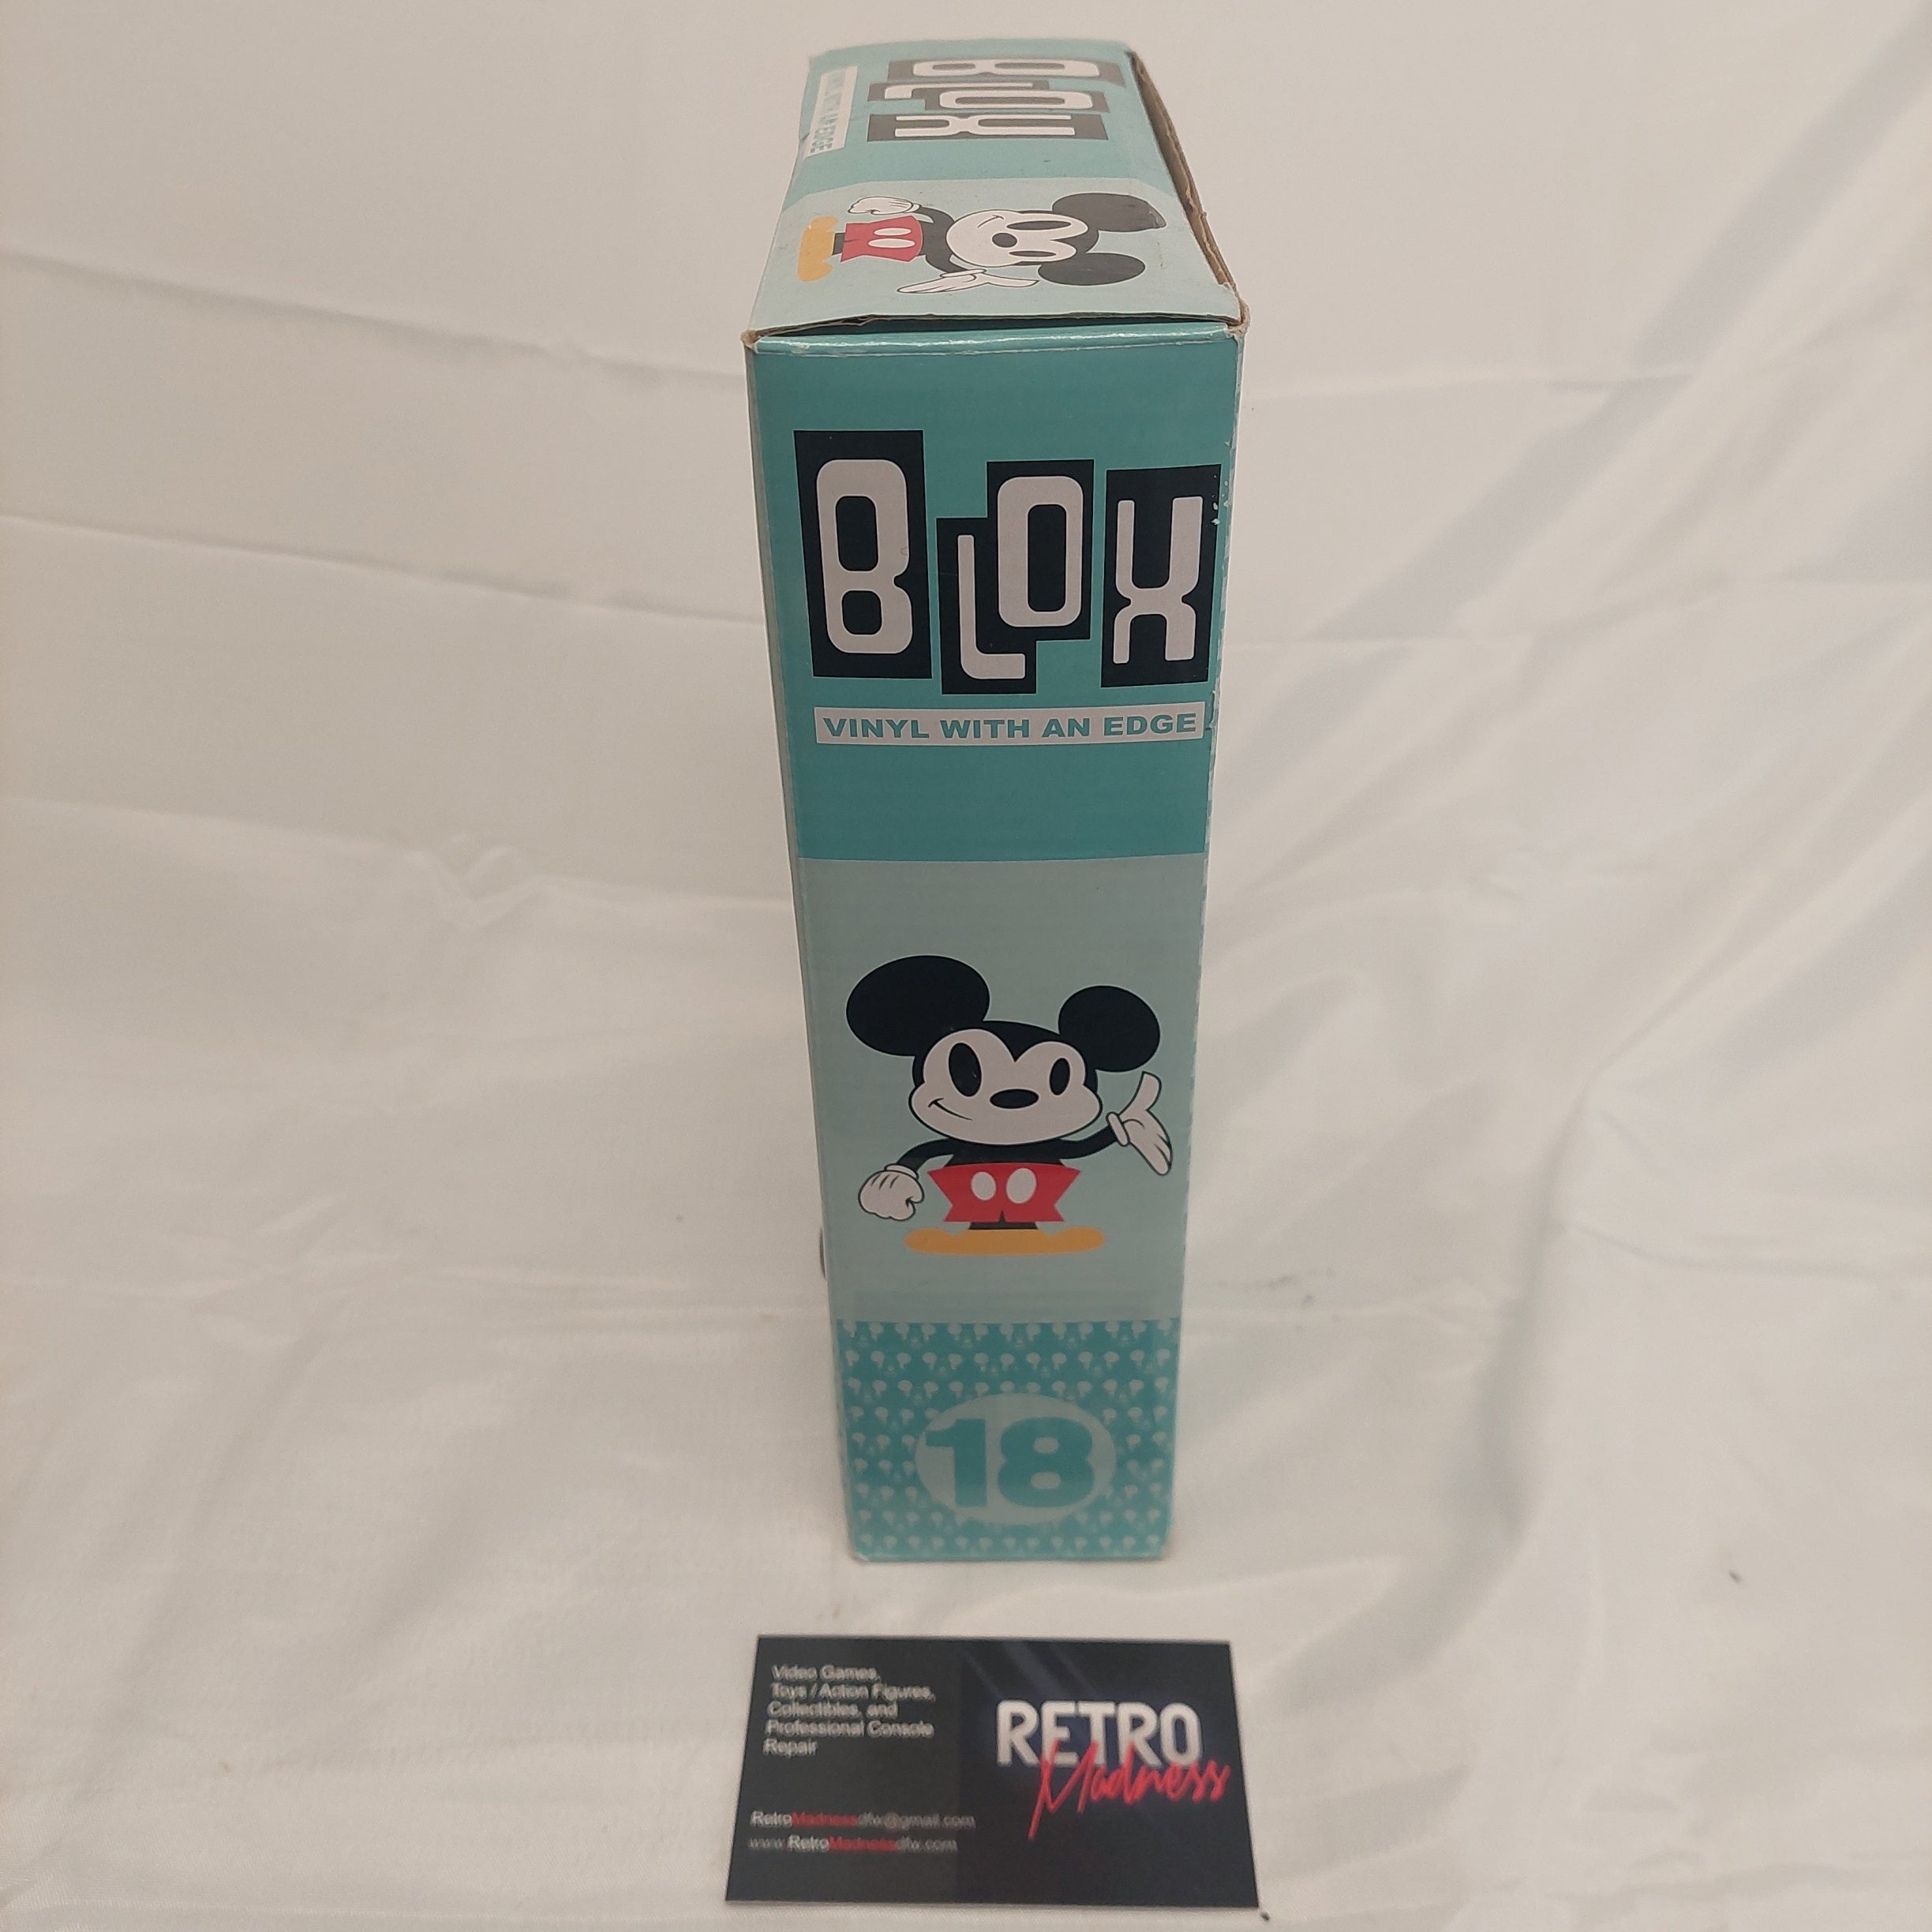 BLOX
VINYL WITH AN EDGE
BLOX
VINYL WITH AN EDGE
18
Video Games,
Toys / Action Figures,
Collectibles, and
Professional Console
Repair
RETRO
Madness
RetroMadnessdfw@gmail.com
www.RetroMadnessdfw.com